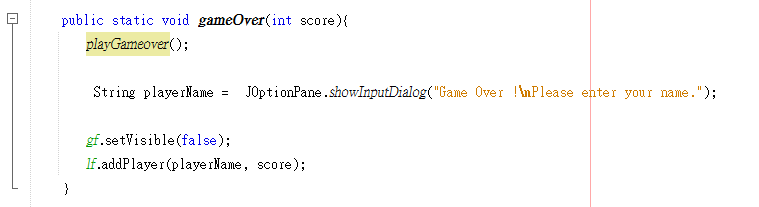 public static void gameOver(int score){
playGameover();
String playerName = JOptionPane.showInputDialog("Game Over !\nPlease enter your name.");
gf.setVisible(false);
lf.addPlayer(playerName, score);
}